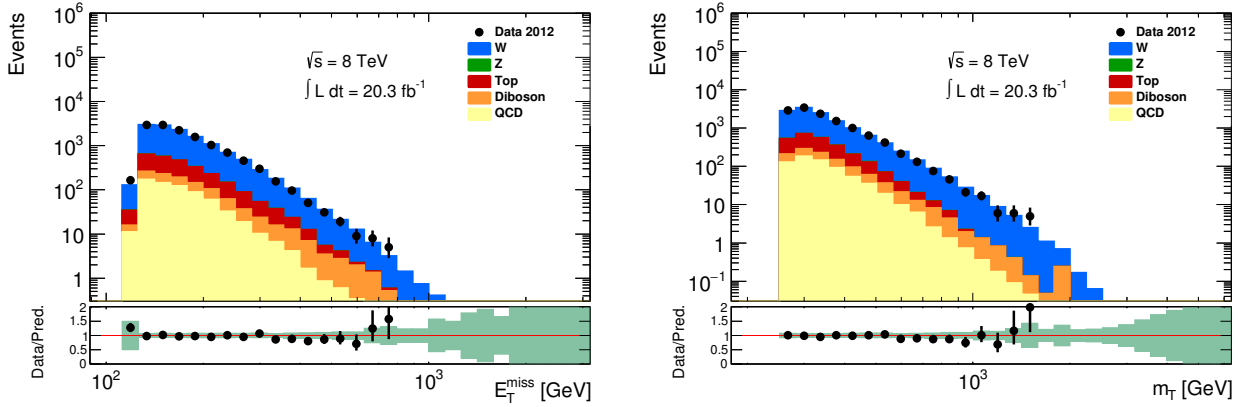 Events
10⁶
10⁵
10⁴
10³
10²
10
1
√s = 8 TeV
∫ L dt = 20.3 fb⁻¹
Data 2012
W
Z
Top
Diboson
QCD
Data/Pred.
2
1.5
1
0.5
0
10² 10³
E_T^miss [GeV]
Events
10⁶
10⁵
10⁴
10³
10²
10
1
10⁻¹
√s = 8 TeV
∫ L dt = 20.3 fb⁻¹
Data 2012
W
Z
Top
Diboson
QCD
Data/Pred.
2
1.5
1
0.5
0
10³
m_T [GeV]